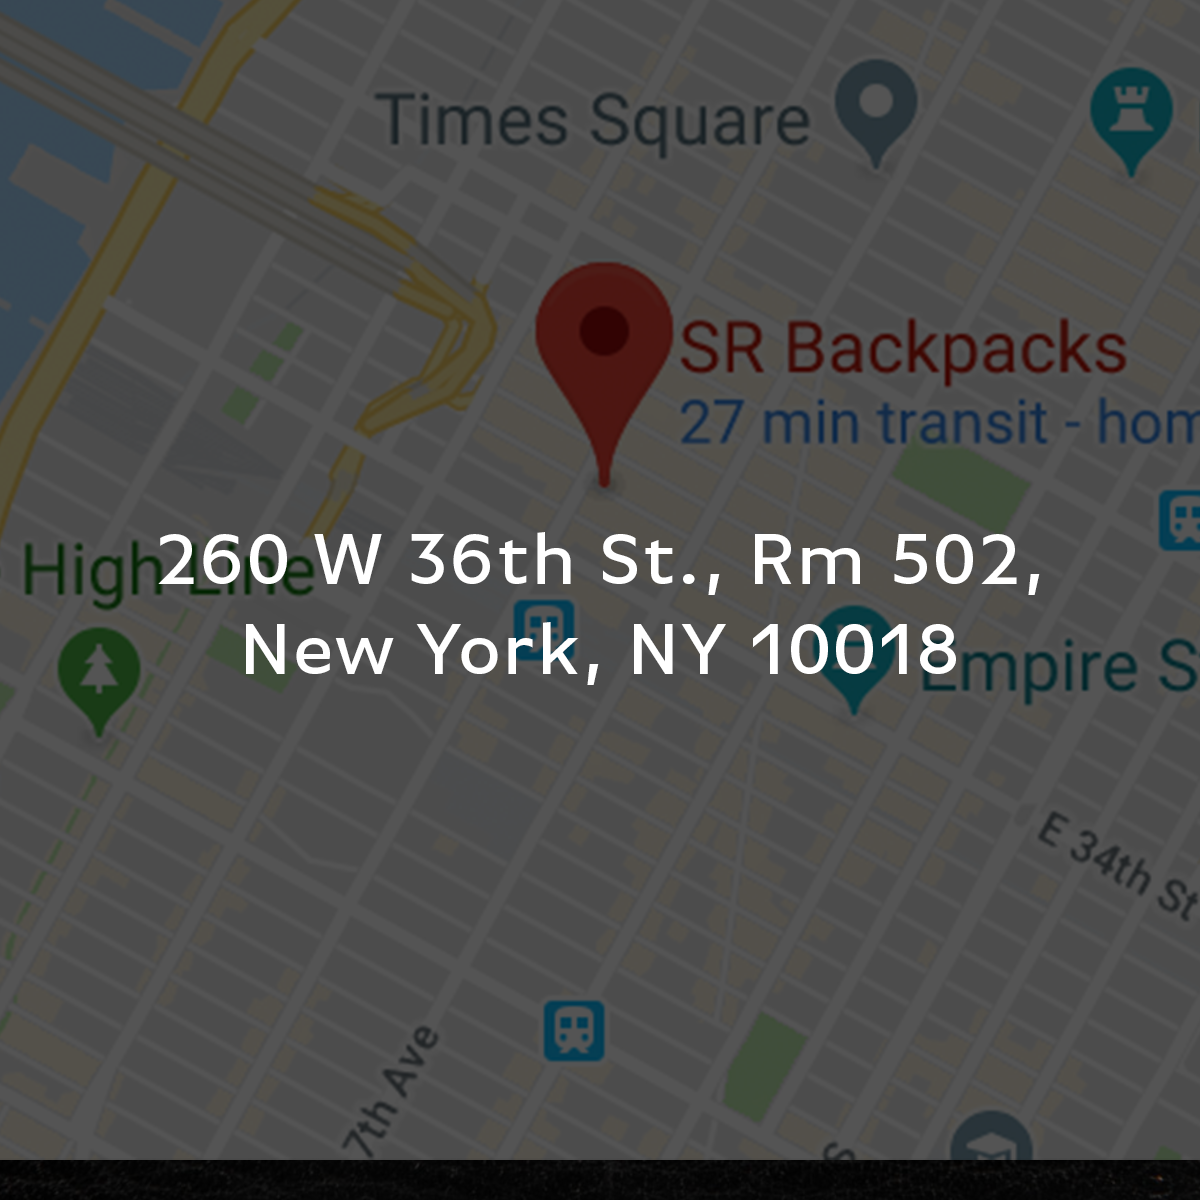 Times Square
SR Backpacks
27 min transit - hom
260 W 36th St., Rm 502,
High Line
New York, NY 10018
Empire S
E 34th St
7th Ave
S